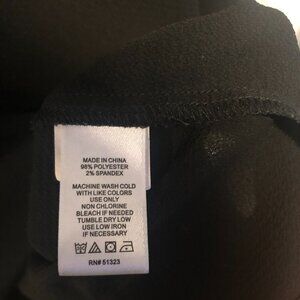 MADE IN CHINA
98% POLYESTER
2% SPANDEX
MACHINE WASH COLD
WITH LIKE COLORS
USE ONLY
NON CHLORINE
BLEACH IF NEEDED
TUMBLE DRY LOW
USE LOW IRON
IF NECESSARY
RN# 51323